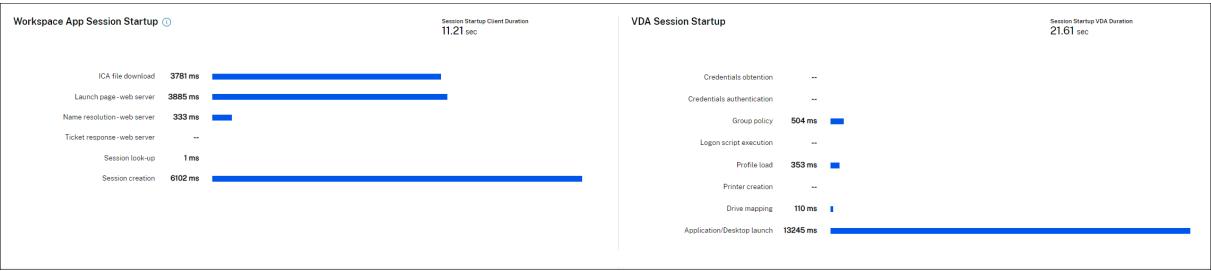 Workspace App Session Startup
Session Startup Client Duration
11.21 sec
ICA file download 3781 ms
Launch page-web server 3885 ms
Name resolution-web server 333 ms
Ticket response-web server --
Session look-up 1 ms
Session creation 6102 ms
VDA Session Startup
Session Startup VDA Duration
21.61 sec
Credentials obtention --
Credentials authentication --
Group policy 504 ms
Logon script execution --
Profile load 353 ms
Printer creation --
Drive mapping 110 ms
Application/Desktop launch 13245 ms